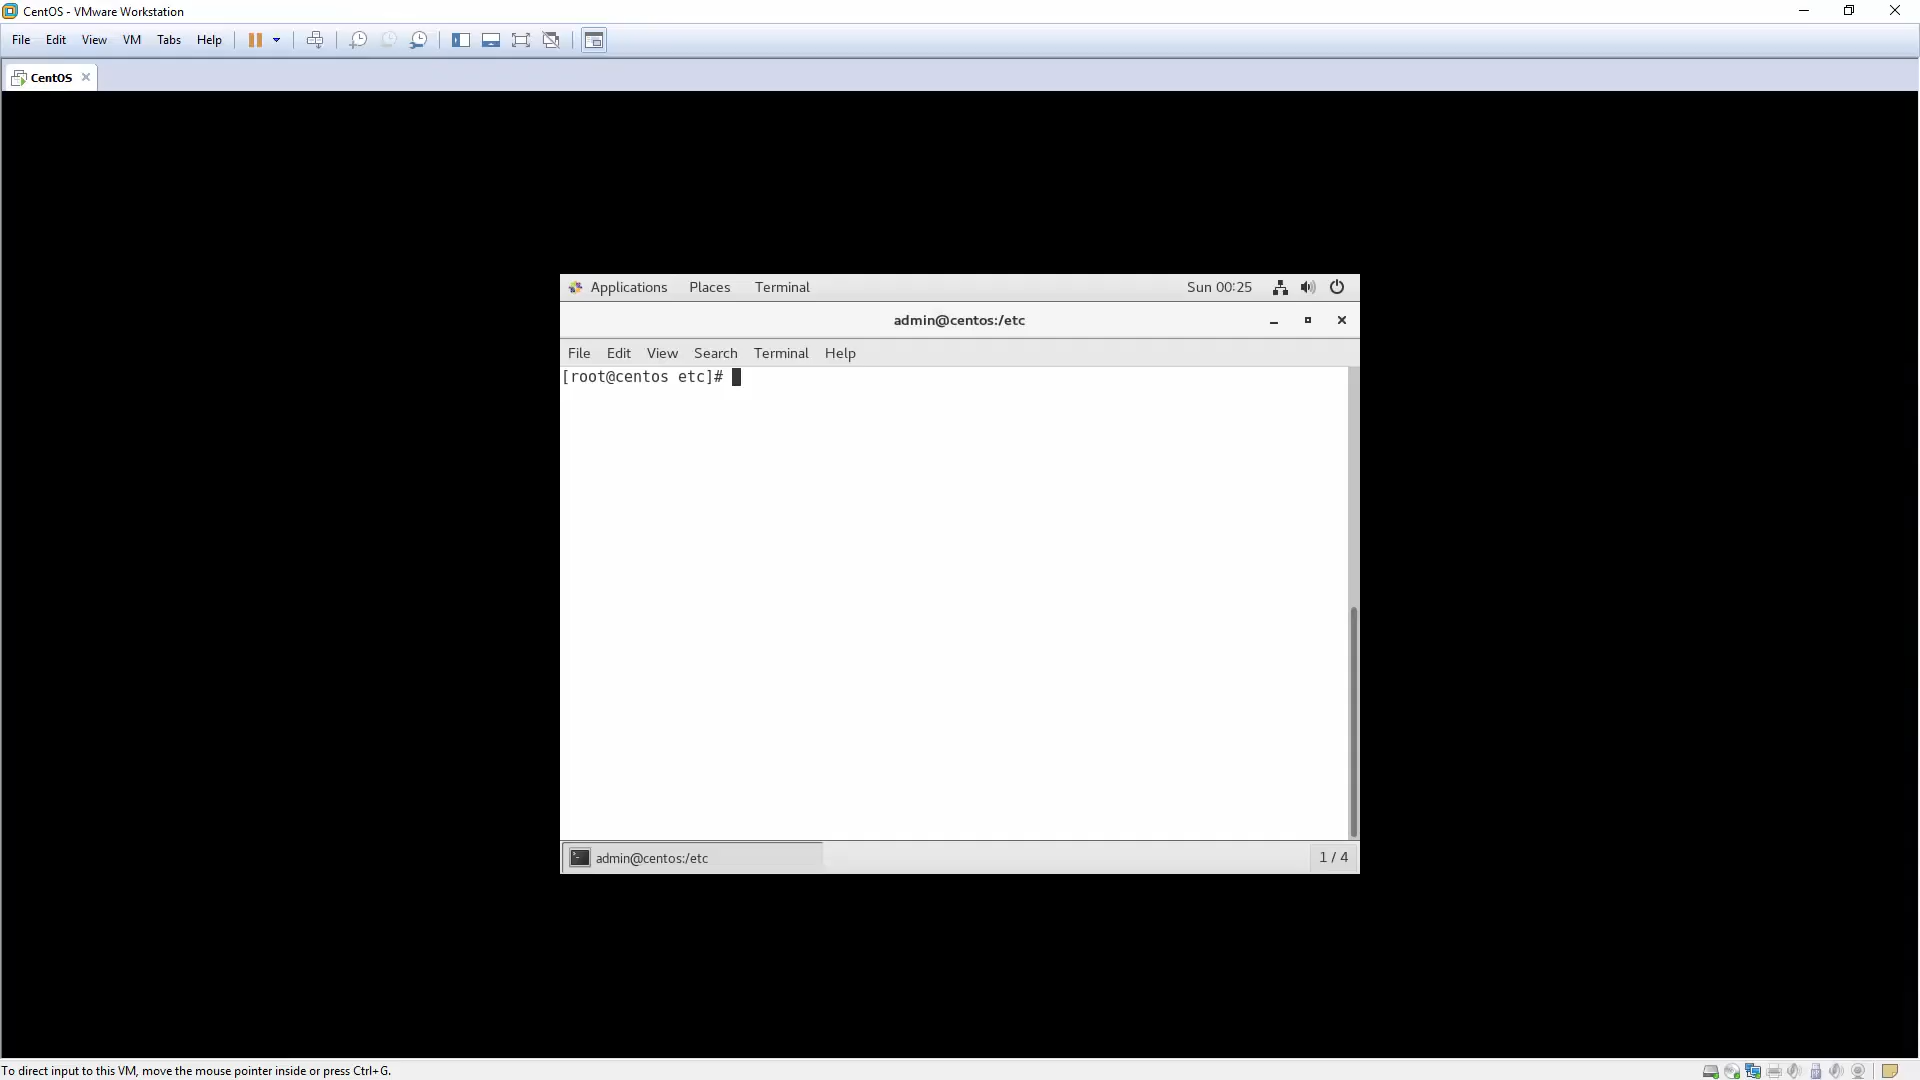 CentOS - VMware Workstation
File Edit View VM Tabs Help
CentOS
Applications Places Terminal Sun 00:25
admin@centos:/etc
File Edit View Search Terminal Help
[root@centos etc]#
admin@centos:/etc 1 / 4
To direct input to this VM, move the mouse pointer inside or press Ctrl+G.